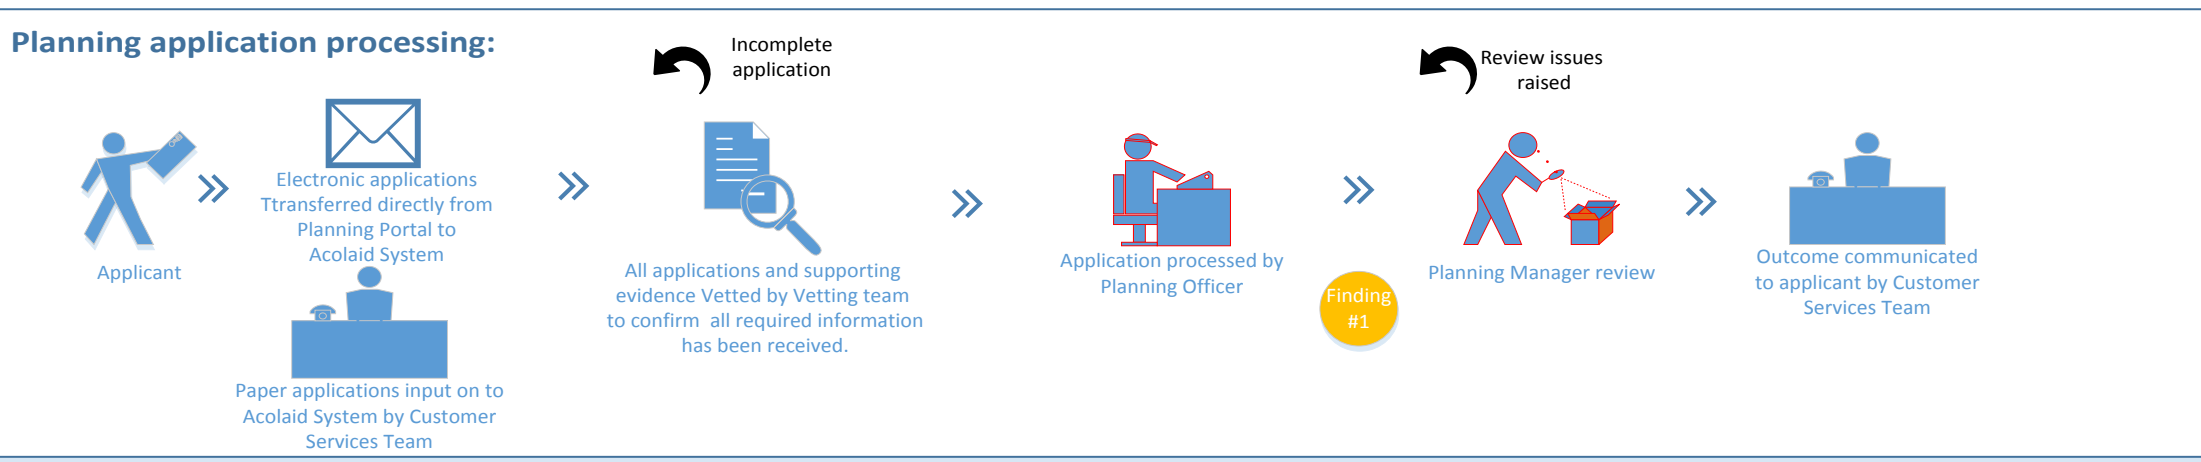 Planning application processing:
Incomplete
application
Review issues
raised
Applicant
Electronic applications
Ttransferred directly from
Planning Portal to
Acolaid System
Paper applications input on to
Acolaid System by Customer
Services Team
All applications and supporting
evidence Vetted by Vetting team
to confirm  all required information
has been received.
Application processed by
Planning Officer
Finding
#1
Planning Manager review
Outcome communicated
to applicant by Customer
Services Team